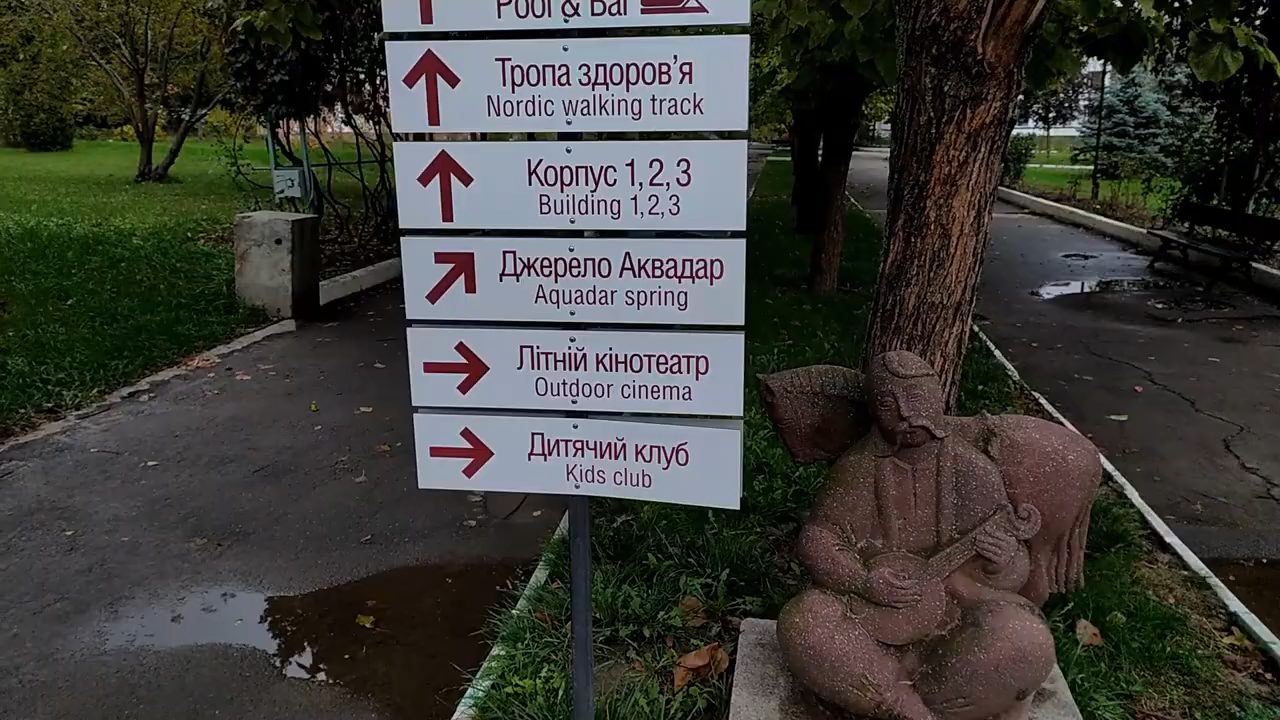 Pool & Bar
Тропа здоров'я
Nordic walking track
Корпус 1,2,3
Building 1,2,3
Джерело Аквадар
Aquadar spring
Літній кінотеатр
Outdoor cinema
Дитячий клуб
Kids club